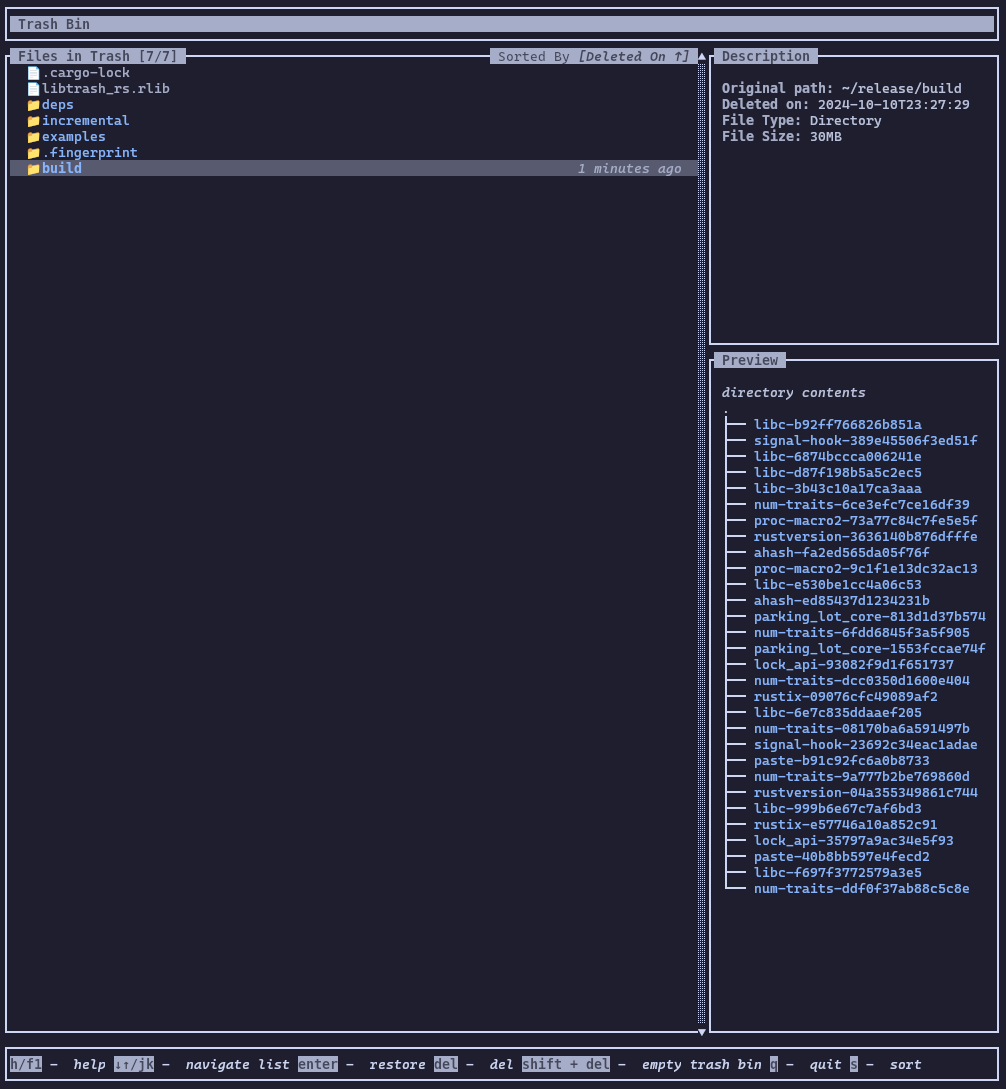 Trash Bin
Files in Trash [7/7]
Sorted By [Deleted On ↑]
.cargo-lock
libtrash_rs.rlib
deps
incremental
examples
.fingerprint
build 1 minutes ago
Description
Original path: ~/release/build
Deleted on: 2024-10-10T23:27:29
File Type: Directory
File Size: 30MB
Preview
directory contents
.
├── libc-b92ff766826b851a
├── signal-hook-389e45506f3ed51f
├── libc-6874bccca006241e
├── libc-d87f198b5a5c2ec5
├── libc-3b43c10a17ca3aaa
├── num-traits-6ce3efc7ce16df39
├── proc-macro2-73a77c84c7fe5e5f
├── rustversion-3636140b876dfffe
├── ahash-fa2ed565da05f76f
├── proc-macro2-9c1f1e13dc32ac13
├── libc-e530be1cc4a06c53
├── ahash-ed85437d1234231b
├── parking_lot_core-813d1d37b574
├── num-traits-6fdd6845f3a5f905
├── parking_lot_core-1553fccae74f
├── lock_api-93082f9d1f651737
├── num-traits-dcc0350d1600e404
├── rustix-09076cfc49089af2
├── libc-6e7c835ddaaef205
├── num-traits-08170ba6a591497b
├── signal-hook-23692c34eac1adae
├── paste-b91c92fc6a0b8733
├── num-traits-9a777b2be769860d
├── rustversion-04a355349861c744
├── libc-999b6e67c7af6bd3
├── rustix-e57746a10a852c91
├── lock_api-35797a9ac34e5f93
├── paste-40b8bb597e4fecd2
├── libc-f697f3772579a3e5
└── num-traits-ddf0f37ab88c5c8e
h/f1 – help ↓↑/jk – navigate list enter – restore del – del shift + del – empty trash bin q – quit s – sort